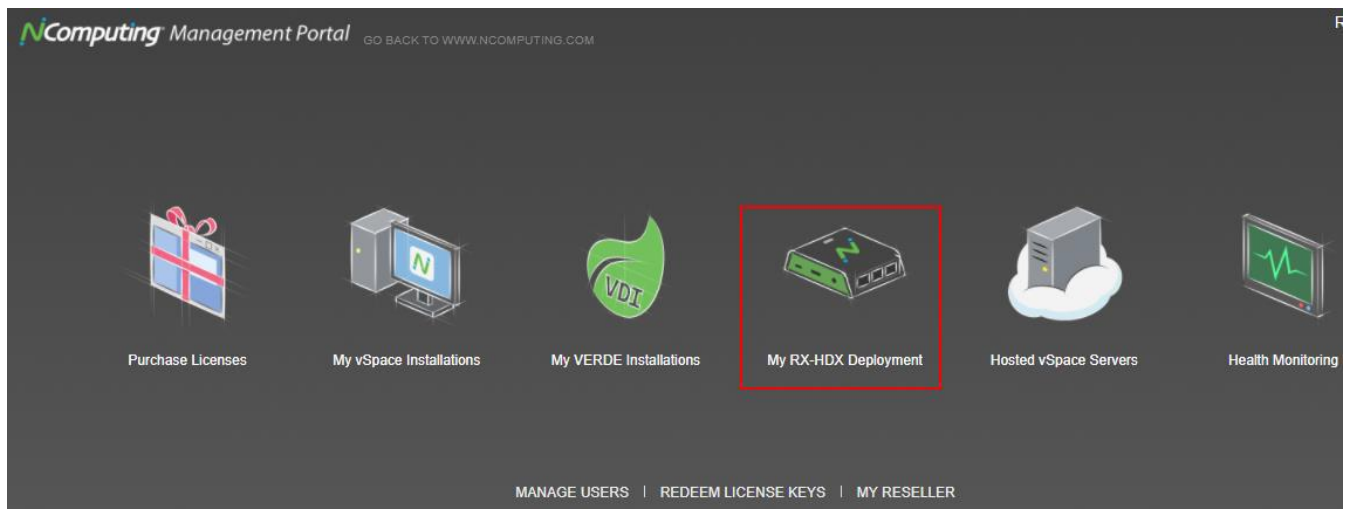 NComputing Management Portal GO BACK TO WWW.NCOMPUTING.COM
N
VDI
N
Purchase Licenses My vSpace Installations My VERDE Installations My RX-HDX Deployment Hosted vSpace Servers Health Monitoring
MANAGE USERS | REDEEM LICENSE KEYS | MY RESELLER